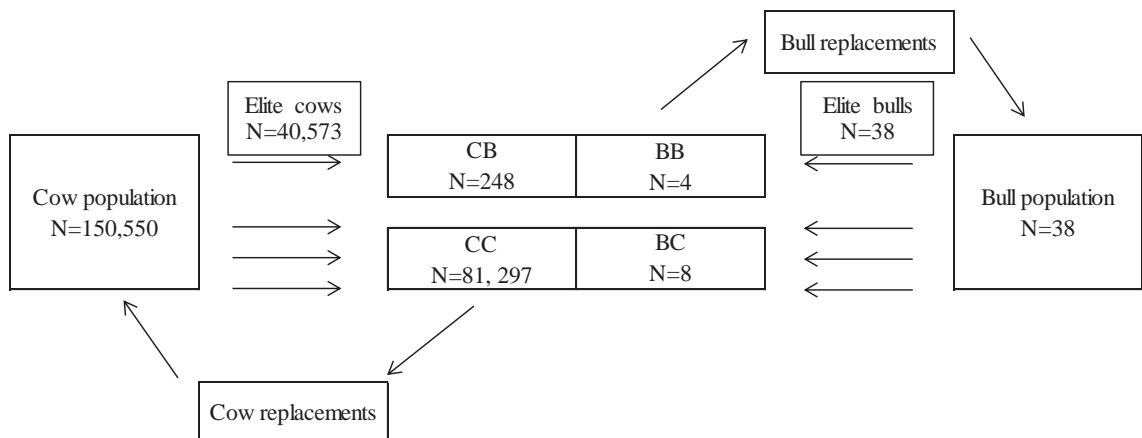 Bull replacements
Elite cows
N=40,573
Elite bulls
N=38
CB
N=248
BB
N=4
Cow population
N=150,550
Bull population
N=38
CC
N=81, 297
BC
N=8
Cow replacements